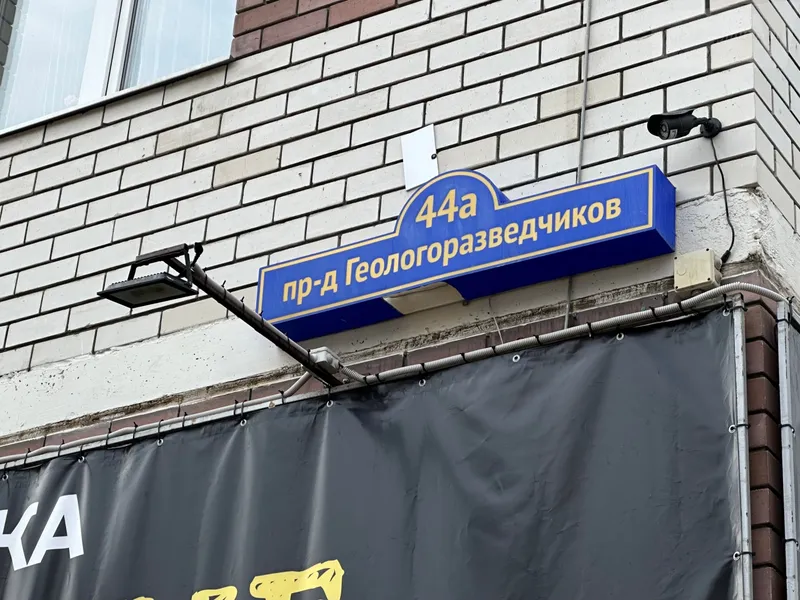 44а
пр-д Геологоразведчиков
КА